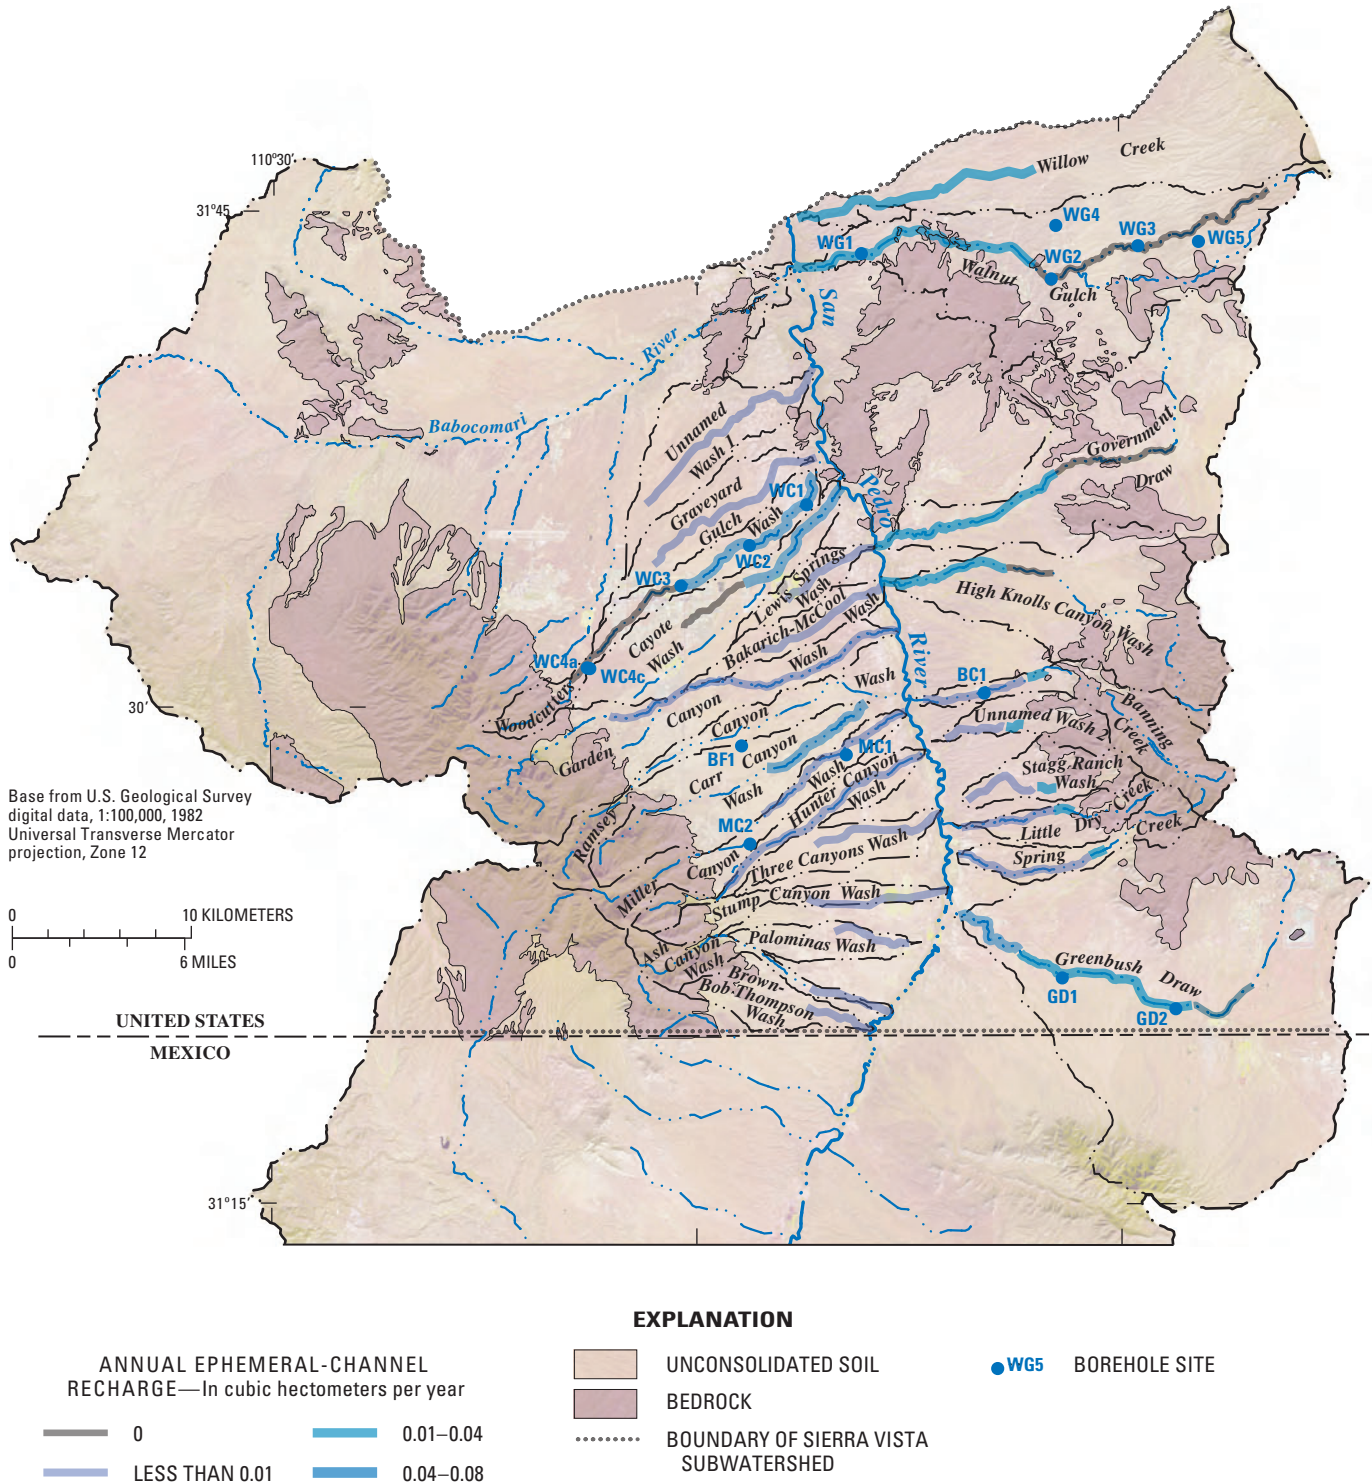 110°30'
31°45'
Willow Creek
WG4
WG3
WG5
WG1
WG2
Walnut
Gulch
San
River
Babocomari
Unnamed
Wash 1
Government
Draw
Graveyard
Gulch
WC1
Wash
Pedro
WC2
WC3
Lewis Springs
Wash
High Knolls Canyon Wash
Cayote
Wash
Bakarich-McCool
Wash
WC4a
WC4c
Wash
River
BC1
Woodcutters
Canyon
Wash
30'
Unnamed Wash 2
Banning
Creek
Garden
Canyon
BF1
Canyon
MC1
Stagg Ranch
Wash
Carr
Wash
Wash
Hunter Canyon
Wash
Base from U.S. Geological Survey
digital data, 1:100,000, 1982
Universal Transverse Mercator
projection, Zone 12
Ramsey
MC2
Little Dry Creek
Canyon
Three Canyons Wash
Spring Creek
Miller
Stump Canyon Wash
0 10 KILOMETERS
0 6 MILES
Palominas Wash
Ash
Canyon
Wash
Greenbush Draw
Brown-
Bob Thompson
Wash
GD1
GD2
UNITED STATES
MEXICO
31°15'
EXPLANATION
ANNUAL EPHEMERAL-CHANNEL
RECHARGE—In cubic hectometers per year
0
LESS THAN 0.01
0.01–0.04
0.04–0.08
UNCONSOLIDATED SOIL
BEDROCK
BOUNDARY OF SIERRA VISTA
SUBWATERSHED
WG5 BOREHOLE SITE